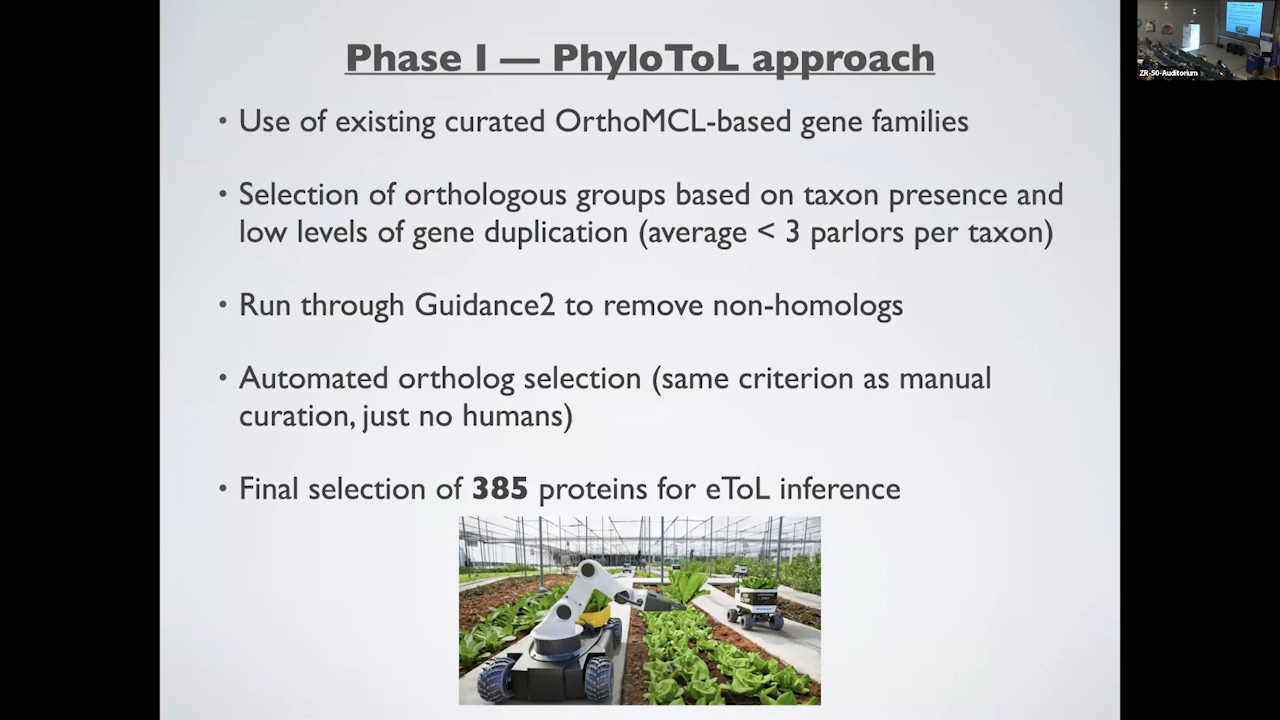 Phase I — PhyloToL approach
• Use of existing curated OrthoMCL-based gene families
• Selection of orthologous groups based on taxon presence and
low levels of gene duplication (average < 3 parlors per taxon)
• Run through Guidance2 to remove non-homologs
• Automated ortholog selection (same criterion as manual
curation, just no humans)
• Final selection of 385 proteins for eToL inference
ZR-50-Auditorium